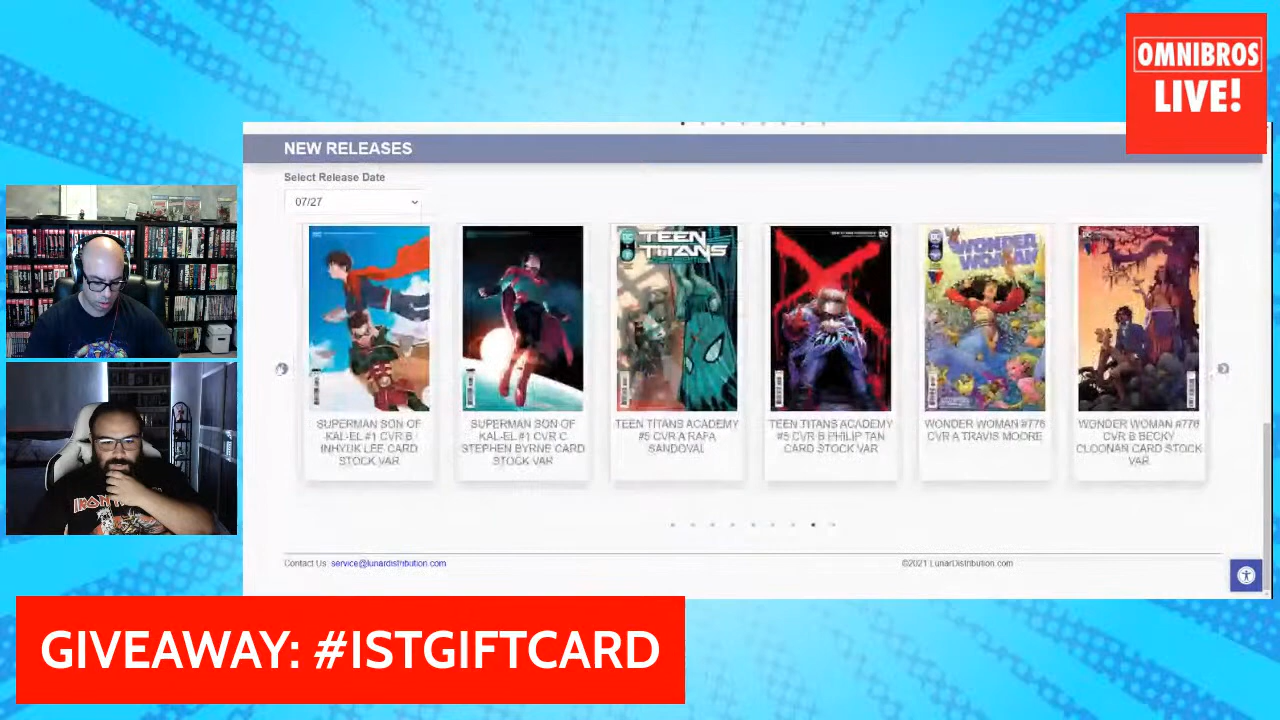 OMNIBROS
LIVE!
NEW RELEASES
Select Release Date
07/27
TEEN
TITANS
WONDER
WOMAN
SUPERMAN SON OF
KAL-EL #1 CVR B
INHYUK LEE CARD
STOCK VAR
SUPERMAN SON OF
KAL-EL #1 CVR C
STEPHEN BYRNE CARD
STOCK VAR
TEEN TITANS ACADEMY
#5 CVR A RAFA
SANDOVAL
TEEN TITANS ACADEMY
#5 CVR B PHILIP TAN
CARD STOCK VAR
WONDER WOMAN #776
CVR A TRAVIS MOORE
WONDER WOMAN #776
CVR B BECKY
CLOONAN CARD STOCK
VAR
Contact Us service@lunardistribution.com
©2021 LunarDistribution.com
IRON
GIVEAWAY: #ISTGIFTCARD